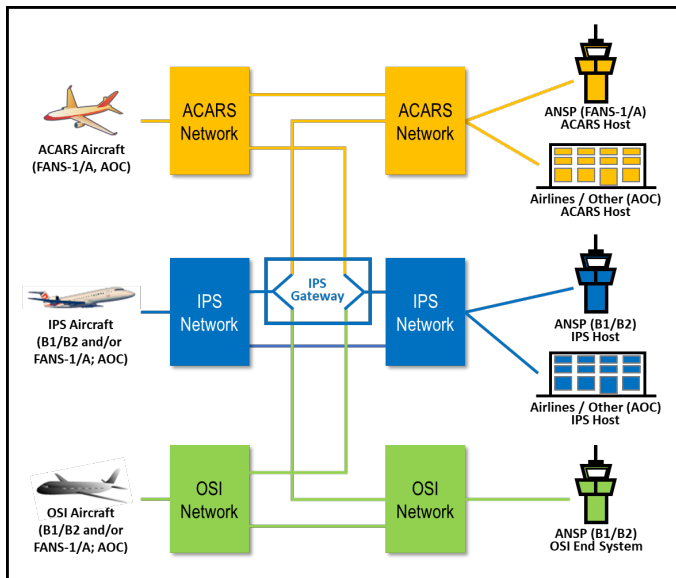 ACARS
Network
ACARS
Network
ANSP (FANS-1/A)
ACARS Host
ACARS Aircraft
(FANS-1/A, AOC)
Airlines / Other (AOC)
ACARS Host
IPS
Network
IPS
Gateway
IPS
Network
IPS Aircraft
(B1/B2 and/or
FANS-1/A; AOC)
ANSP (B1/B2)
IPS Host
Airlines / Other (AOC)
IPS Host
OSI
Network
OSI
Network
OSI Aircraft
(B1/B2 and/or
FANS-1/A; AOC)
ANSP (B1/B2)
OSI End System